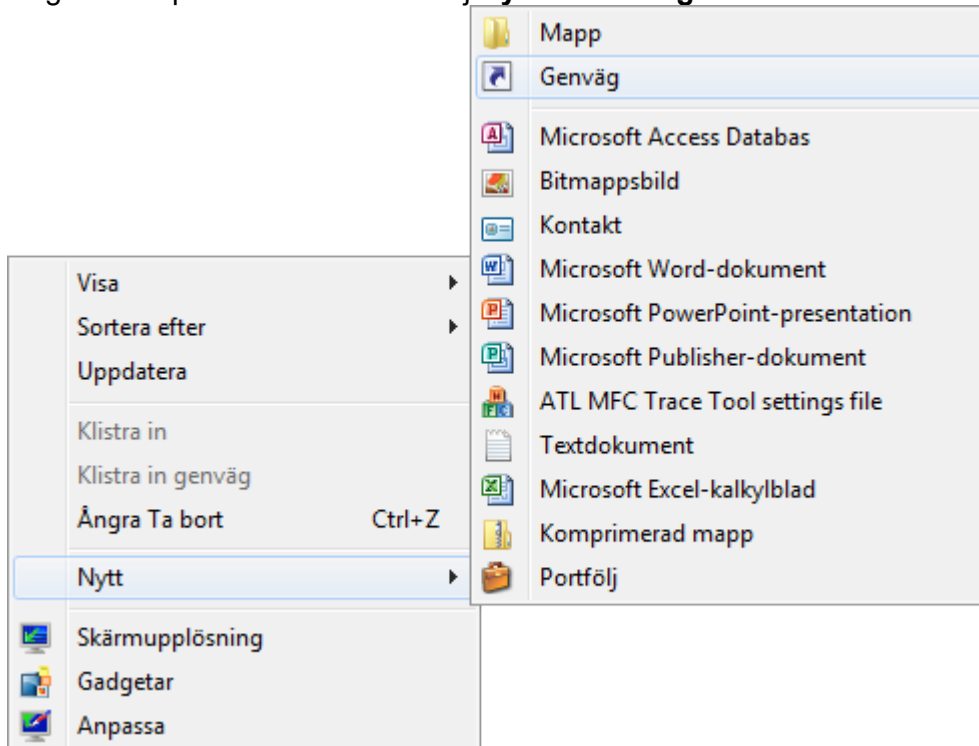 Mapp
Genväg
Microsoft Access Databas
Bitmappsbild
Kontakt
Microsoft Word-dokument
Microsoft PowerPoint-presentation
Microsoft Publisher-dokument
ATL MFC Trace Tool settings file
Textdokument
Microsoft Excel-kalkylblad
Komprimerad mapp
Portfölj
Visa
Sortera efter
Uppdatera
Klistra in
Klistra in genväg
Ångra Ta bort Ctrl+Z
Nytt
Skärmupplösning
Gadgetar
Anpassa